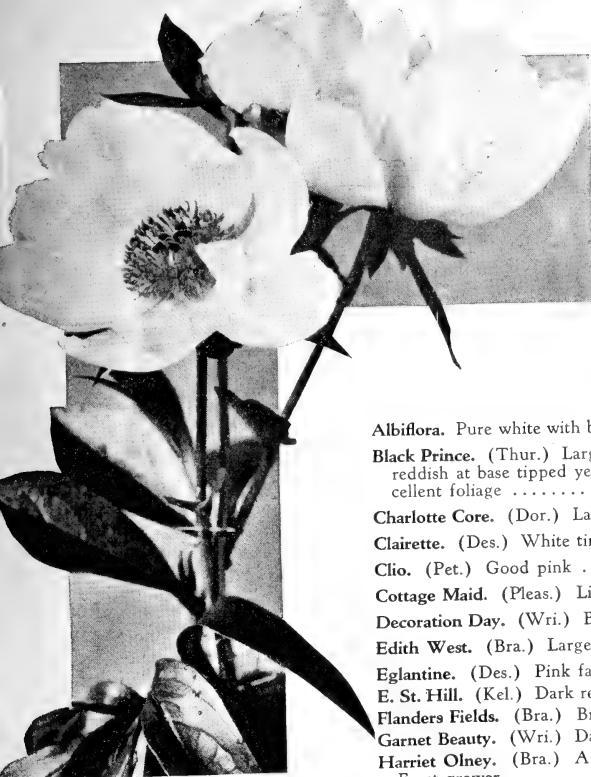 Albiflora. Pure white with b
Black Prince. (Thur.) Larg
reddish at base tipped ye
cellent foliage ........
Charlotte Core. (Dor.) La
Clairette. (Des.) White tin
Clio. (Pet.) Good pink .
Cottage Maid. (Pleas.) Li
Decoration Day. (Wri.) B
Edith West. (Bra.) Large
Eglantine. (Des.) Pink fa
E. St. Hill. (Kel.) Dark re
Flanders Fields. (Bra.) Br
Garnet Beauty. (Wri.) Da
Harriet Olney. (Bra.) A